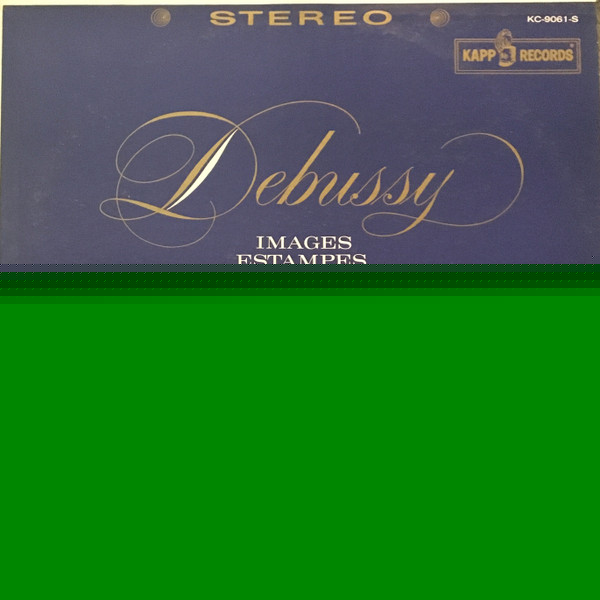 STEREO
KC-9061-S
KAPP RECORDS
Debussy
IMAGES
ESTAMPES